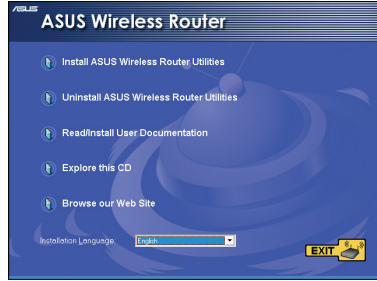 ASUS
ASUS Wireless Router
Install ASUS Wireless Router Utilities
Uninstall ASUS Wireless Router Utilities
Read/Install User Documentation
Explore this CD
Browse our Web Site
Installation Language: English
EXIT